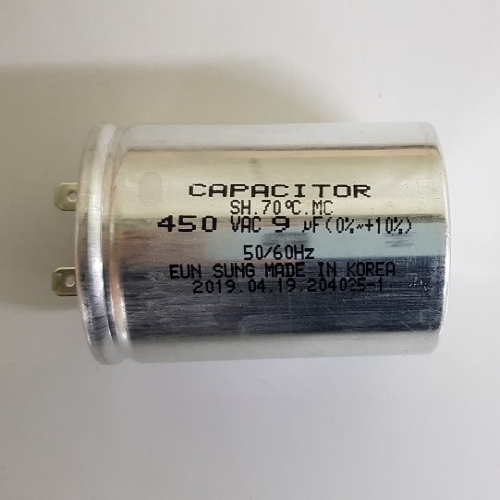 CAPACITOR
SH.70℃.MC
450 VAC 9 μF(0%~+10%)
50/60Hz
EUN SUNG MADE IN KOREA
2019.04.19.204025-1